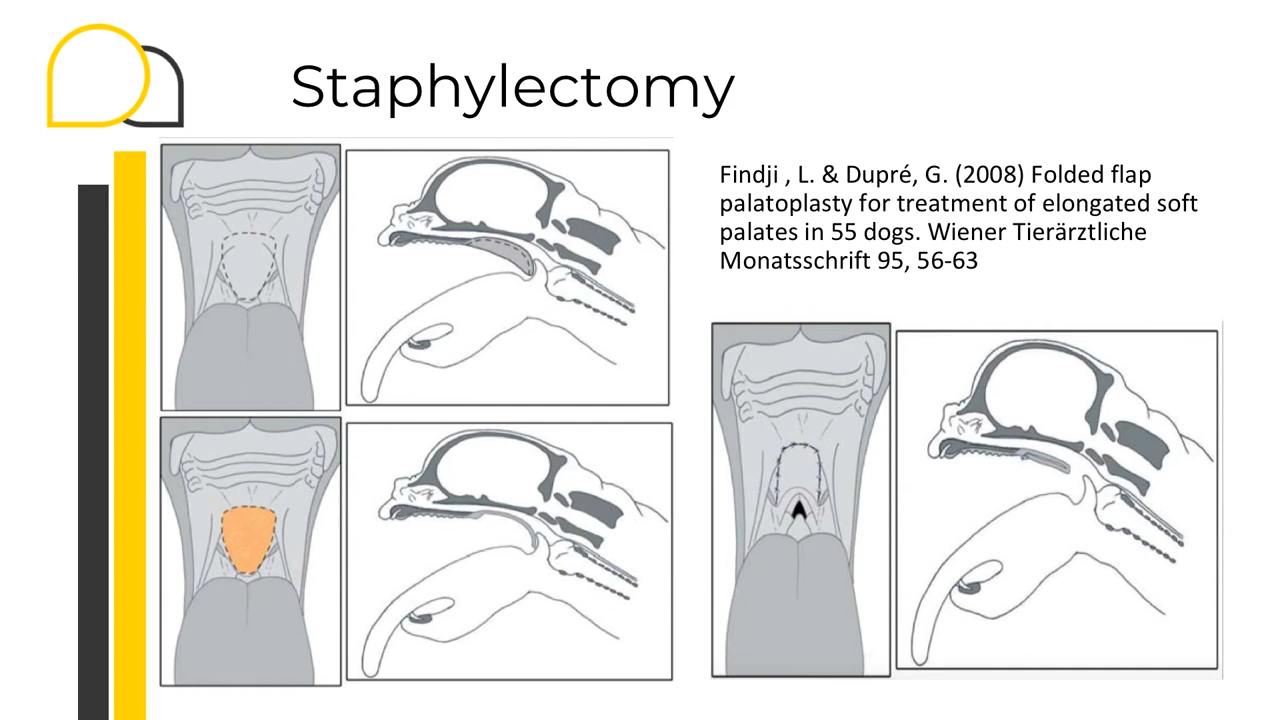 Staphylectomy
Findji , L. & Dupré, G. (2008) Folded flap
palatoplasty for treatment of elongated soft
palates in 55 dogs. Wiener Tierärztliche
Monatsschrift 95, 56-63